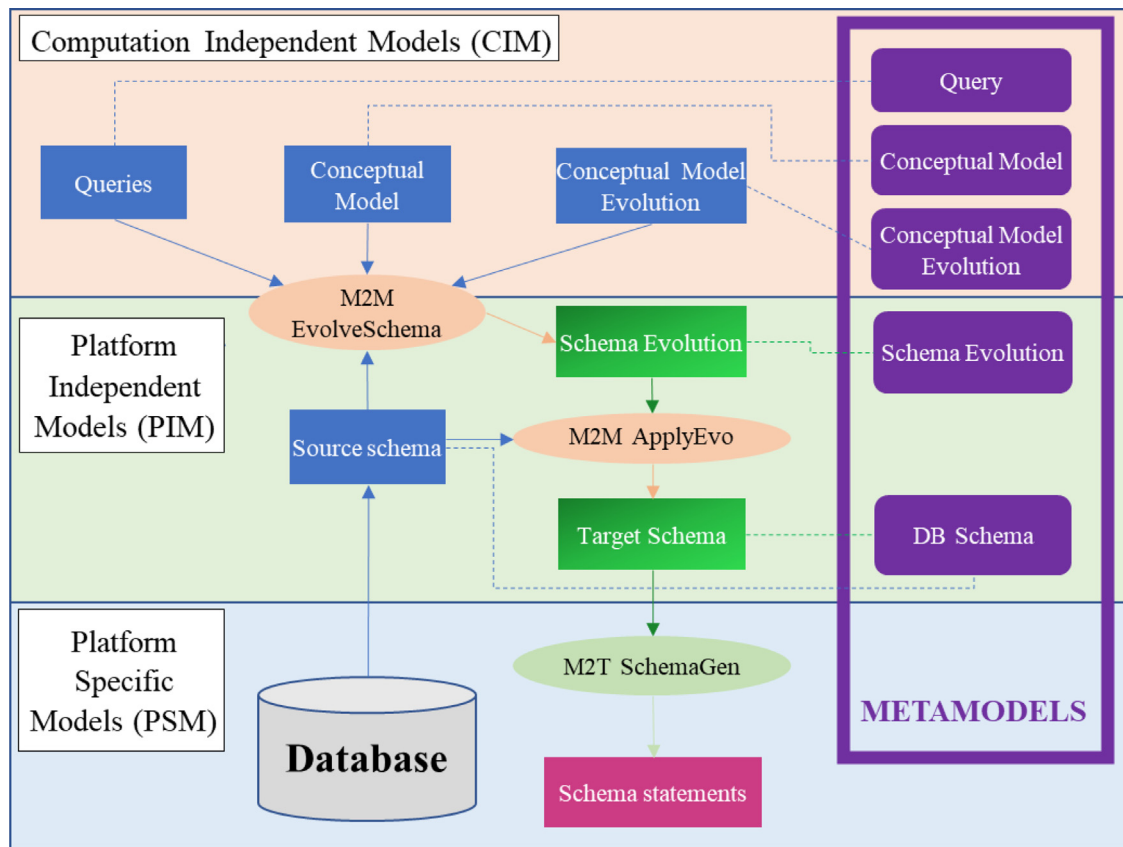 Computation Independent Models (CIM)
Query
Conceptual Model
Conceptual Model
Evolution
Queries
Conceptual
Model
Conceptual Model
Evolution
M2M
EvolveSchema
Platform
Independent
Models (PIM)
Schema Evolution
Schema Evolution
Source schema
M2M ApplyEvo
Target Schema
DB Schema
Platform
Specific
Models (PSM)
M2T SchemaGen
METAMODELS
Database
Schema statements